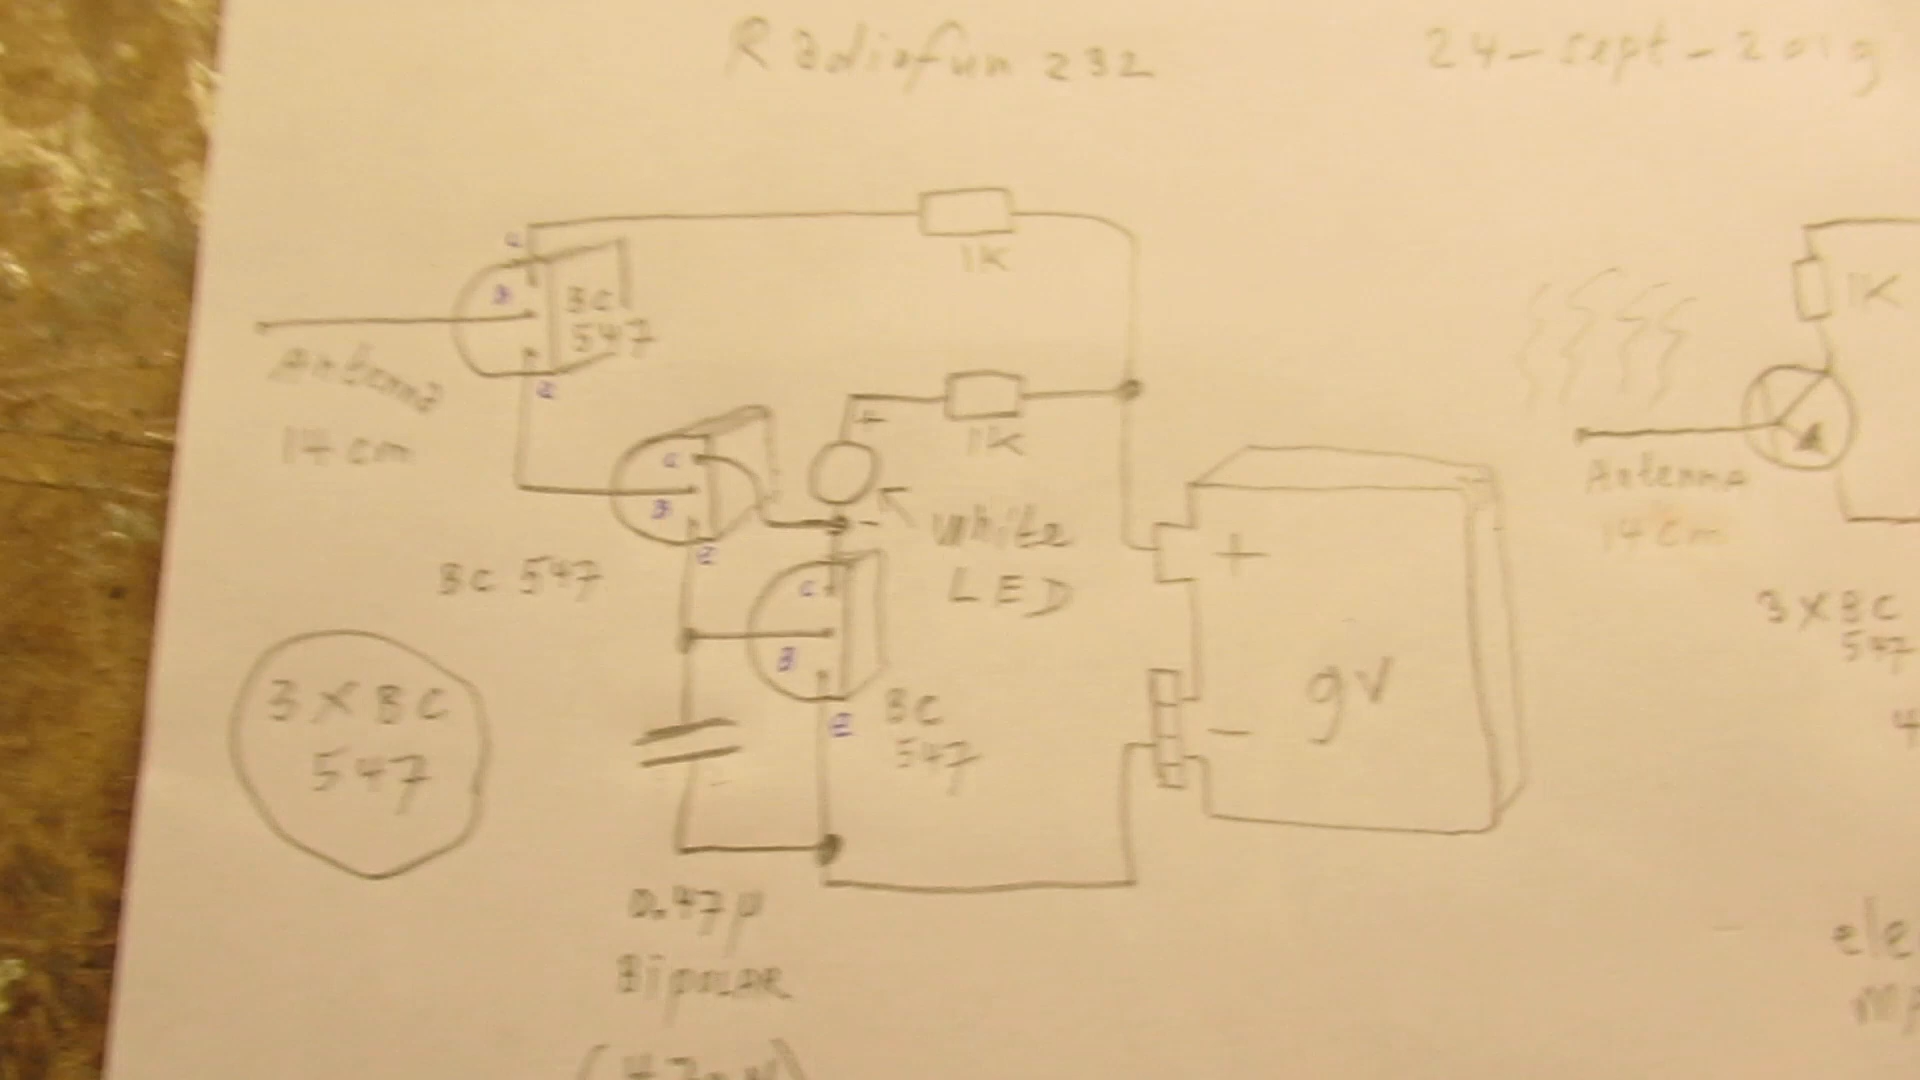 Radiofun 232
24-sept-2019
C
B
BC
547
e
1K
Antenna
14 cm
+
1K
C
B
e
BC 547
-
White
LED
C
B
e
BC
547
+
9V
-
3 X BC
547
0.47µ
Bipolar
1K
Antenna
14 cm
3 X BC
547